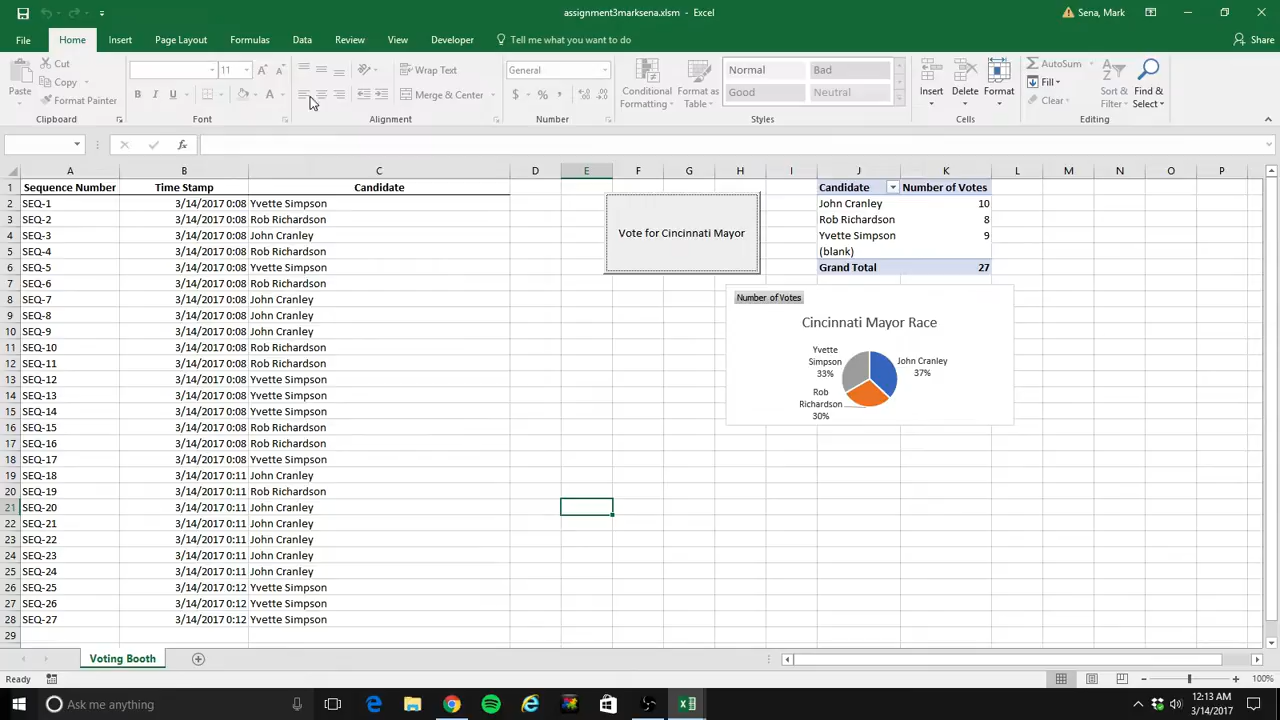 assignment3marksena.xlsm - Excel
Sena, Mark
File Home Insert Page Layout Formulas Data Review View Developer Tell me what you want to do Share
Paste Cut Copy Format Painter Clipboard
11 B I U A Font
Wrap Text Merge & Center Alignment
General $ % , Number
Conditional Formatting Format as Table Normal Bad Good Neutral Styles
Insert Delete Format Cells
AutoSum Fill Clear Sort & Filter Find & Select Editing
fx
A B C D E F G H I J K L M N O P
1 Sequence Number Time Stamp Candidate Candidate Number of Votes
2 SEQ-1 3/14/2017 0:08 Yvette Simpson John Cranley 10
3 SEQ-2 3/14/2017 0:08 Rob Richardson Rob Richardson 8
4 SEQ-3 3/14/2017 0:08 John Cranley Vote for Cincinnati Mayor Yvette Simpson 9
5 SEQ-4 3/14/2017 0:08 Rob Richardson (blank)
6 SEQ-5 3/14/2017 0:08 Yvette Simpson Grand Total 27
7 SEQ-6 3/14/2017 0:08 Rob Richardson
8 SEQ-7 3/14/2017 0:08 John Cranley
9 SEQ-8 3/14/2017 0:08 John Cranley
10 SEQ-9 3/14/2017 0:08 John Cranley
11 SEQ-10 3/14/2017 0:08 Rob Richardson
12 SEQ-11 3/14/2017 0:08 Rob Richardson
13 SEQ-12 3/14/2017 0:08 Yvette Simpson
14 SEQ-13 3/14/2017 0:08 Yvette Simpson
15 SEQ-14 3/14/2017 0:08 Yvette Simpson
16 SEQ-15 3/14/2017 0:08 Rob Richardson
17 SEQ-16 3/14/2017 0:08 Rob Richardson
18 SEQ-17 3/14/2017 0:08 Yvette Simpson
19 SEQ-18 3/14/2017 0:11 John Cranley
20 SEQ-19 3/14/2017 0:11 Rob Richardson
21 SEQ-20 3/14/2017 0:11 John Cranley
22 SEQ-21 3/14/2017 0:11 John Cranley
23 SEQ-22 3/14/2017 0:11 John Cranley
24 SEQ-23 3/14/2017 0:11 John Cranley
25 SEQ-24 3/14/2017 0:11 John Cranley
26 SEQ-25 3/14/2017 0:12 Yvette Simpson
27 SEQ-26 3/14/2017 0:12 Yvette Simpson
28 SEQ-27 3/14/2017 0:12 Yvette Simpson
29
Number of Votes
Cincinnati Mayor Race
Yvette
Simpson
33%
John Cranley
37%
Rob
Richardson
30%
Voting Booth
Ready 100%
Ask me anything
12:13 AM
3/14/2017